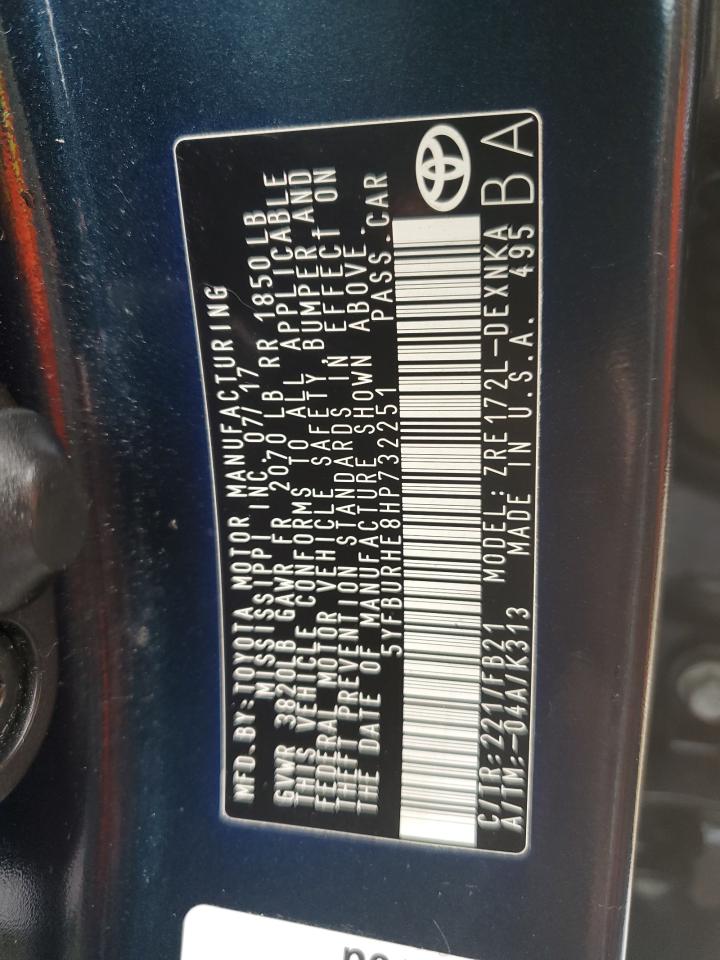 MFD.BY:TOYOTA MOTOR MANUFACTURING
MISSISSIPPI INC. 07/17
GVWR 3820LB GAWR FR 2070 LB RR 1850 LB
THIS VEHICLE CONFORMS TO ALL APPLICABLE
FEDERAL MOTOR VEHICLE SAFETY BUMPER AND
THEFT PREVENTION STANDARDS IN EFFECT ON
THE DATE OF MANUFACTURE SHOWN ABOVE.
5YFBURHE8HP732251 PASS.CAR
C/TR:221/FB21 MODEL: ZRE172L-DEXNKA
A/TM:-04A/K313 MADE IN U.S.A. 495
BA